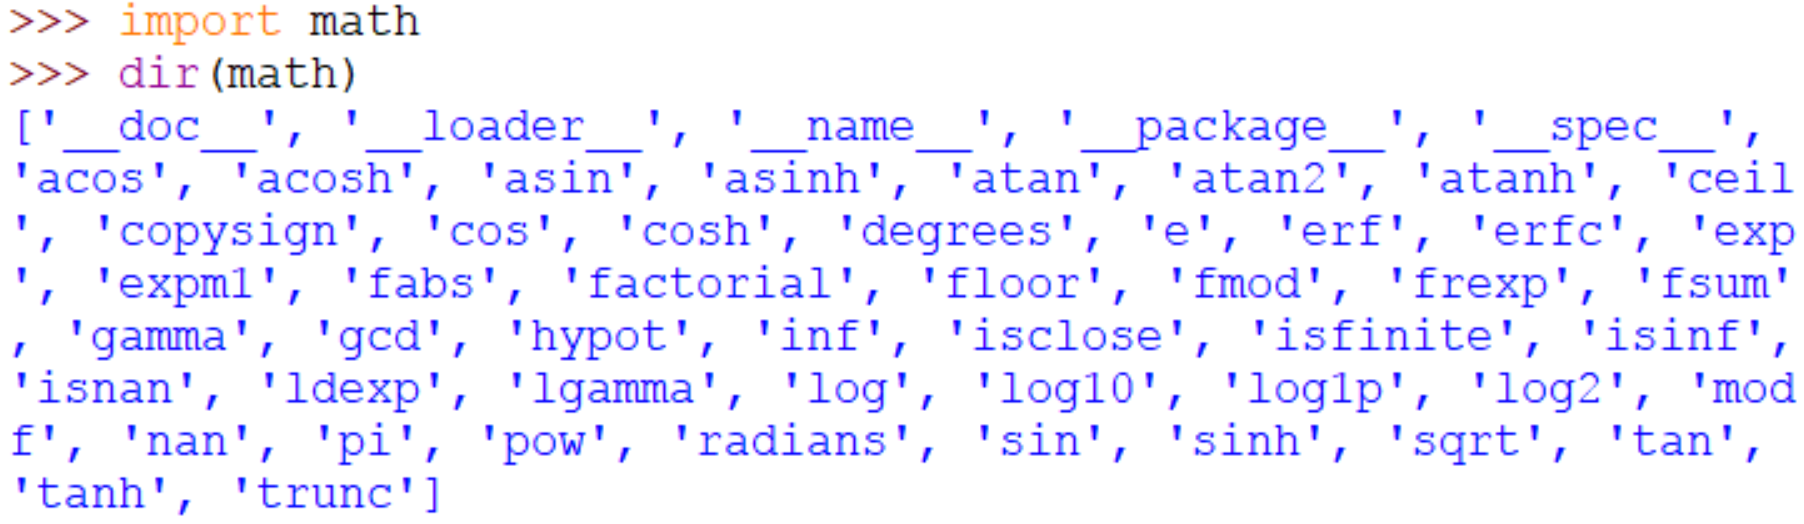 >>> import math
>>> dir(math)
['__doc__', '__loader__', '__name__', '__package__', '__spec__',
'acos', 'acosh', 'asin', 'asinh', 'atan', 'atan2', 'atanh', 'ceil
', 'copysign', 'cos', 'cosh', 'degrees', 'e', 'erf', 'erfc', 'exp
', 'expm1', 'fabs', 'factorial', 'floor', 'fmod', 'frexp', 'fsum'
, 'gamma', 'gcd', 'hypot', 'inf', 'isclose', 'isfinite', 'isinf',
'isnan', 'ldexp', 'lgamma', 'log', 'log10', 'log1p', 'log2', 'mod
f', 'nan', 'pi', 'pow', 'radians', 'sin', 'sinh', 'sqrt', 'tan',
'tanh', 'trunc']